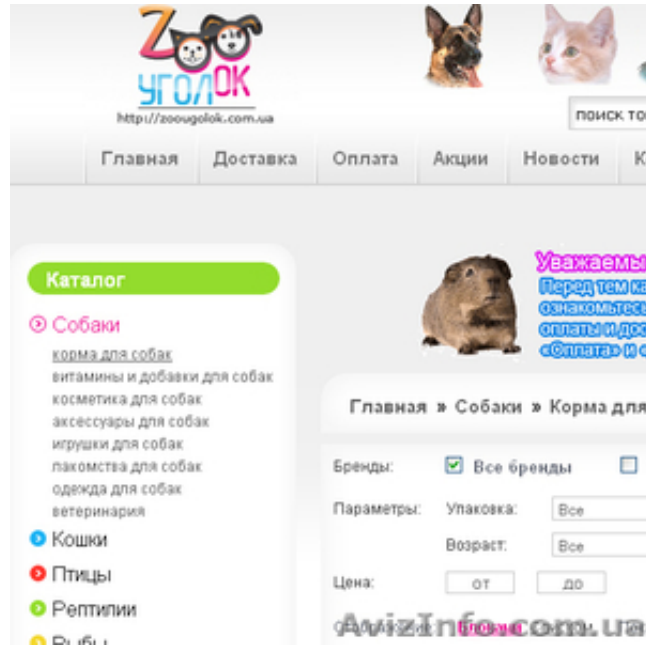 Zоо
уголок
http://zoougolok.com.ua
поиск то
Главная Доставка Оплата Акции Новости К
Каталог
Собаки
корма для собак
витамины и добавки для собак
косметика для собак
аксессуары для собак
игрушки для собак
лакомства для собак
одежда для собак
ветеринария
Кошки
Птицы
Рептилии
Рыбы
Уважаемы
Перед тем ка
ознакомьтесь
оплаты и дос
«Оплата» и «
Главная » Собаки » Корма для
Бренды: Все бренды
Параметры: Упаковка: Все
Возраст: Все
Цена: от до
AvizInfo.com.ua